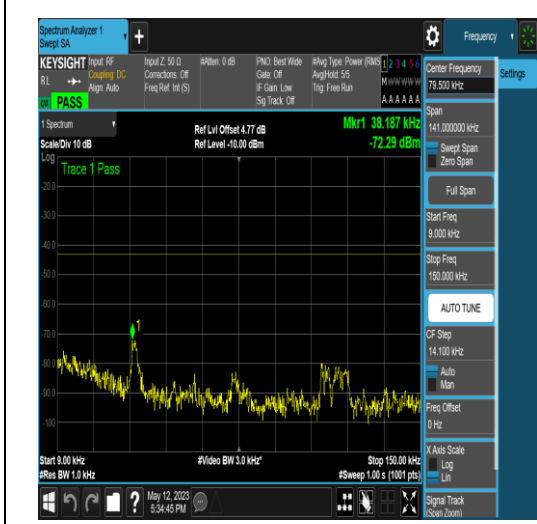 Spectrum Analyzer 1
Swept SA
Frequency
KEYSIGHT
Input: RF
Coupling: DC
Align: Auto
Input Z: 50 Ω
Corrections: Off
Freq Ref: Int (S)
#Atten: 0 dB
PNO: Best Wide
Gate: Off
IF Gain: Low
Sig Track: Off
#Avg Type: Power (RMS
Avg|Hold: 5/5
Trig: Free Run
1 2 3 4 5 6
M W W W W W
A A A A A A
R L
PASS
1 Spectrum
Scale/Div 10 dB
Ref Lvl Offset 4.77 dB
Ref Level -10.00 dBm
Mkr1 38.187 kHz
-72.29 dBm
Log
Trace 1 Pass
-20.0
-30.0
-40.0
-50.0
-60.0
-70.0
-80.0
-90.0
-100
1
Start 9.00 kHz
#Res BW 1.0 kHz
#Video BW 3.0 kHz*
Stop 150.00 kHz
#Sweep 1.00 s (1001 pts)
May 12, 2023
5:34:45 PM
Center Frequency
79.500 kHz
Settings
Span
141.000000 kHz
Swept Span
Zero Span
Full Span
Start Freq
9.000 kHz
Stop Freq
150.000 kHz
AUTO TUNE
CF Step
14.100 kHz
Auto
Man
Freq Offset
0 Hz
X Axis Scale
Log
Lin
Signal Track
(Span Zoom)